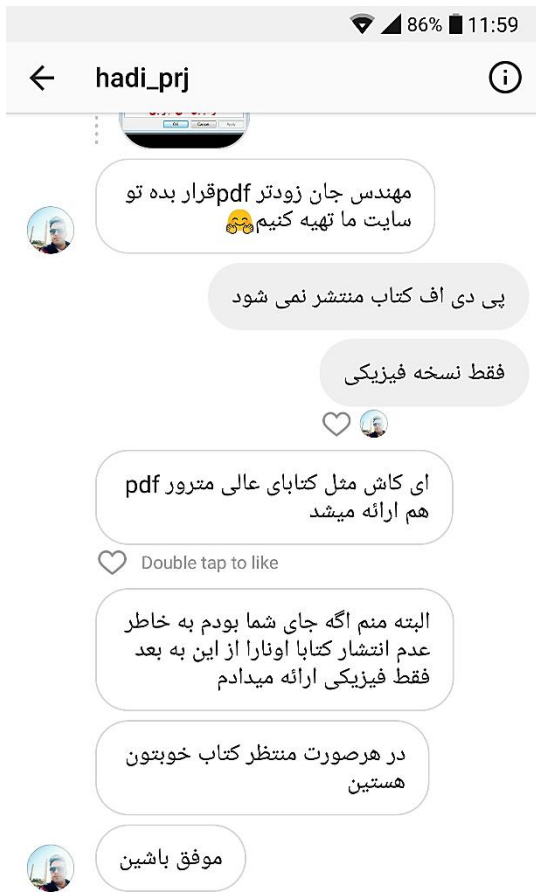 86% 11:59
hadi_prj
OK Cancel Apply
مهندس جان زودتر pdfقرار بده تو
سایت ما تهیه کنیم🤗
پی دی اف کتاب منتشر نمی شود
فقط نسخه فیزیکی
ای کاش مثل کتابای عالی مترور pdf
هم ارائه میشد
Double tap to like
البته منم اگه جای شما بودم به خاطر
عدم انتشار کتابا اونارا از این به بعد
فقط فیزیکی ارائه میدادم
در هرصورت منتظر کتاب خوبتون
هستین
موفق باشین